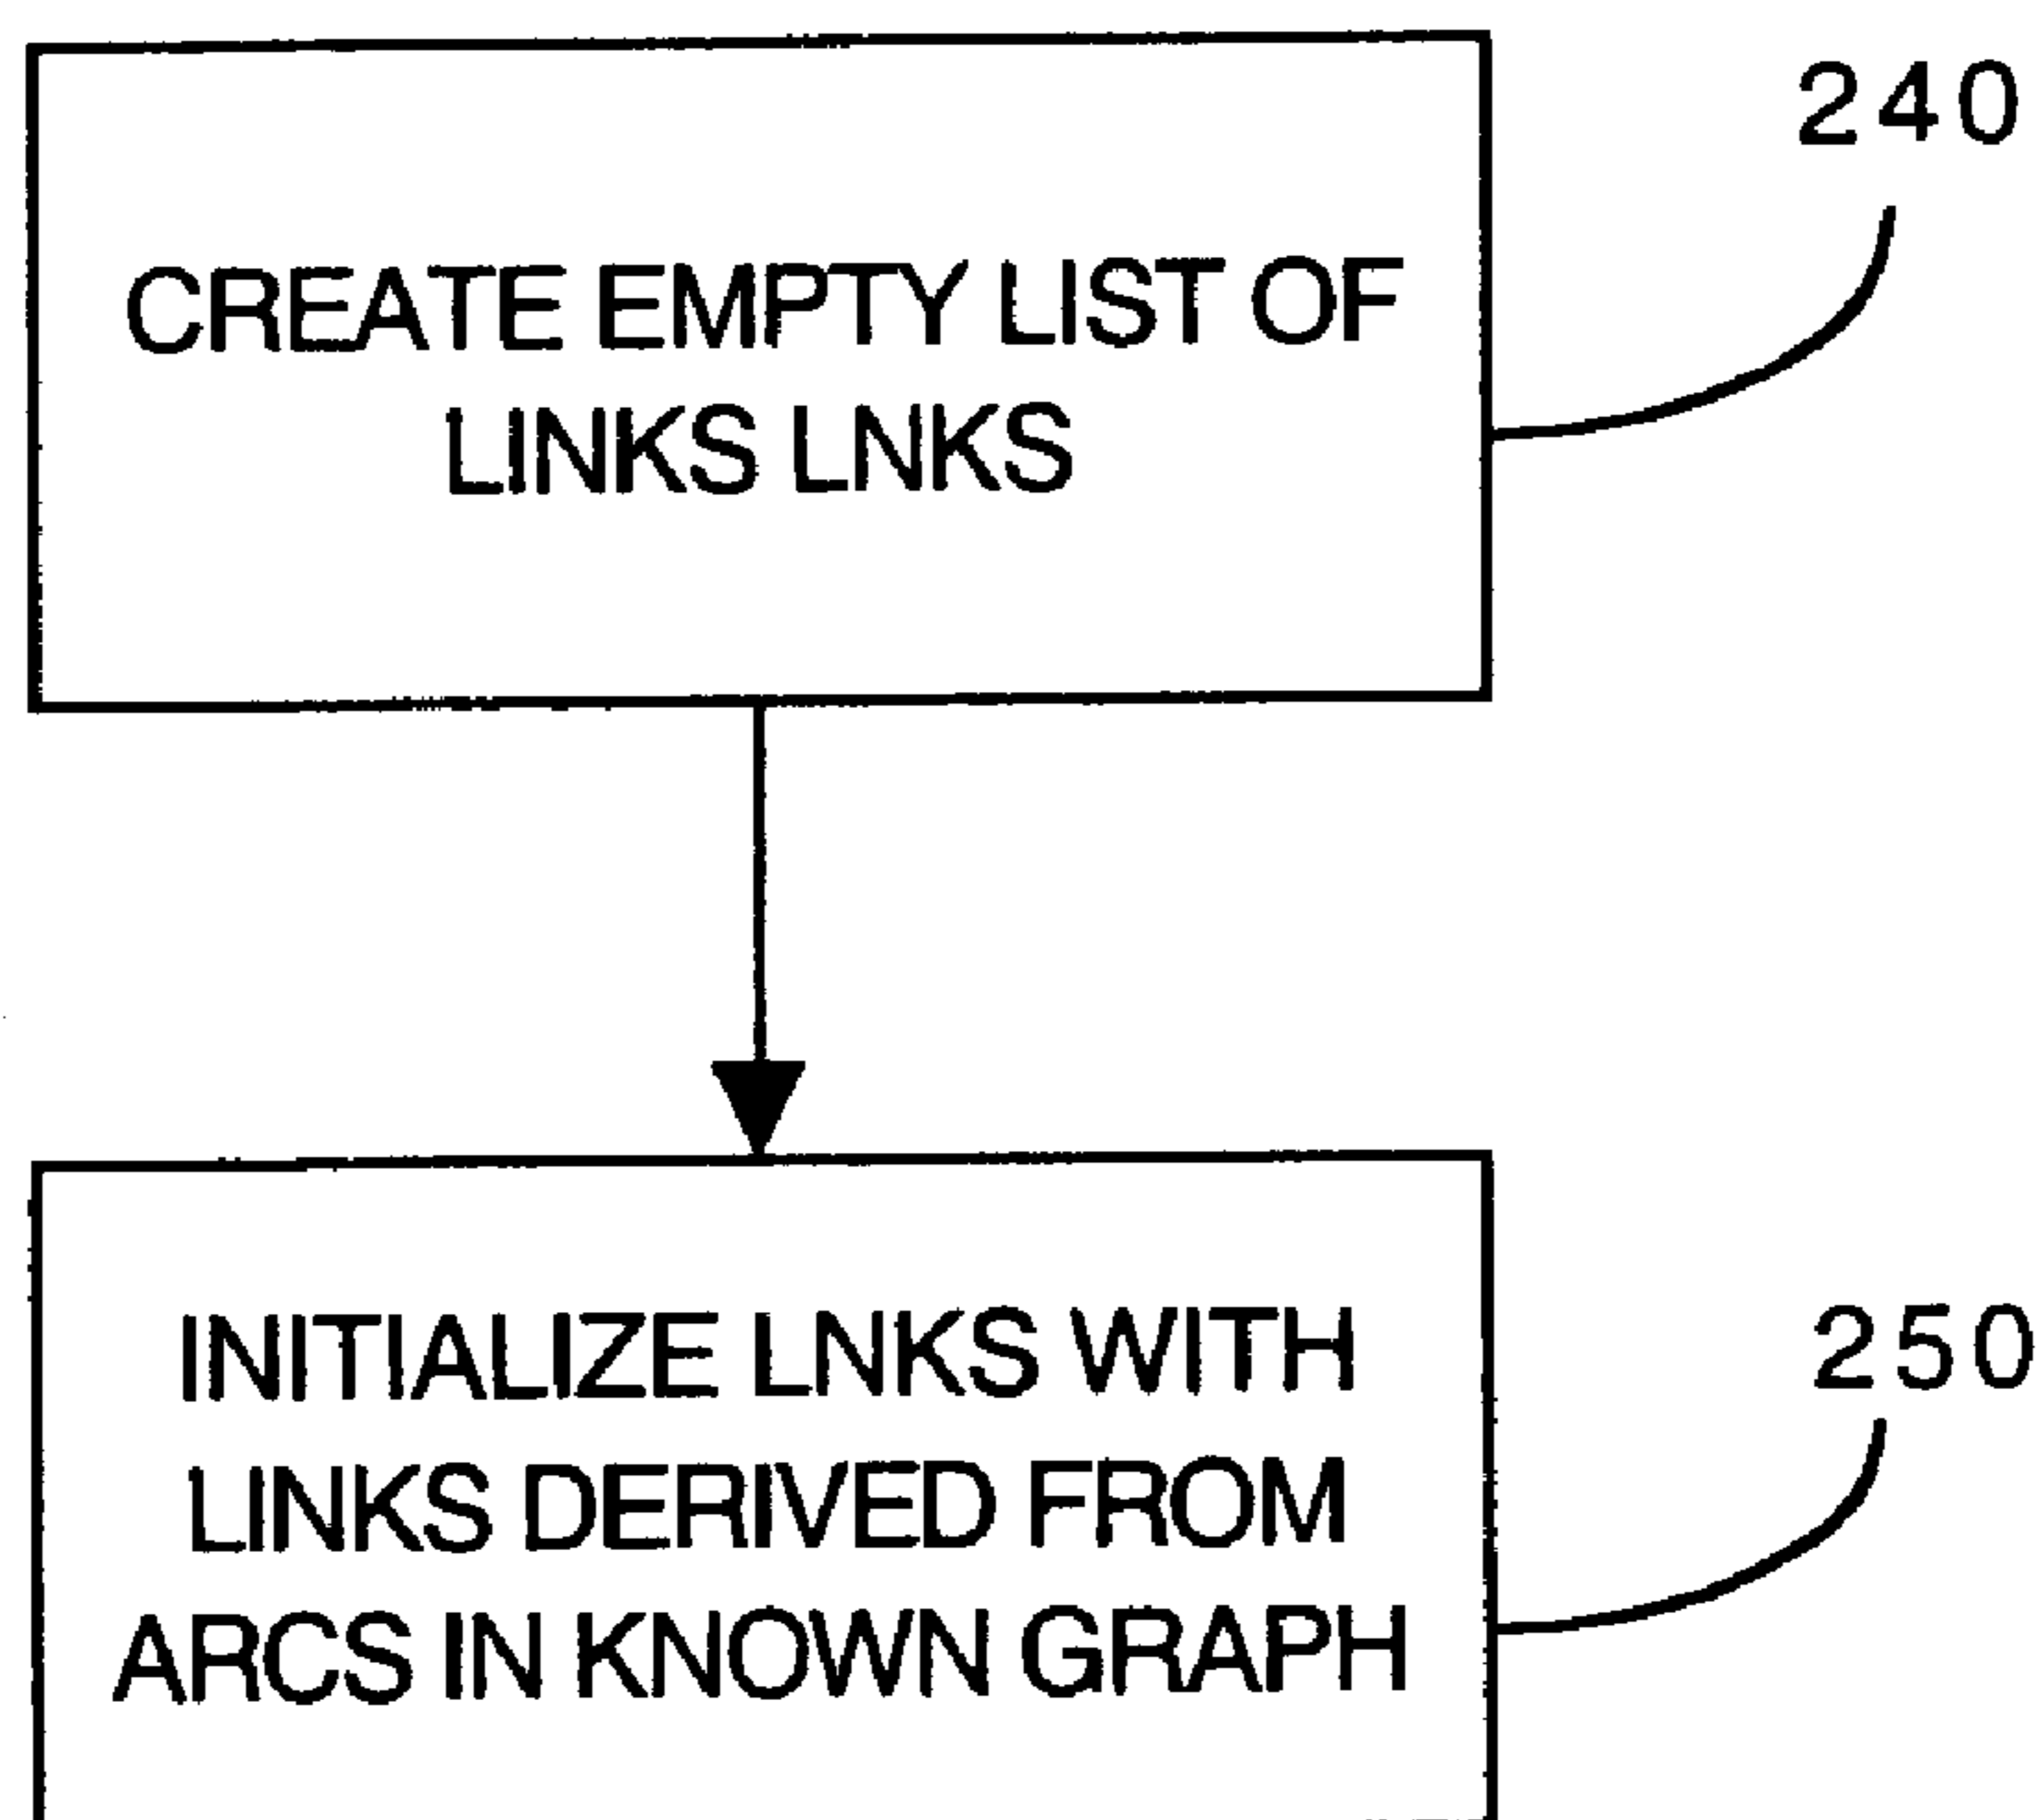 240
CREATE EMPTY LIST OF
LINKS LNKS
INITIALIZE LNKS WITH
250
LINKS DERIVED FROM
ARCS IN KNOWN GRAPH